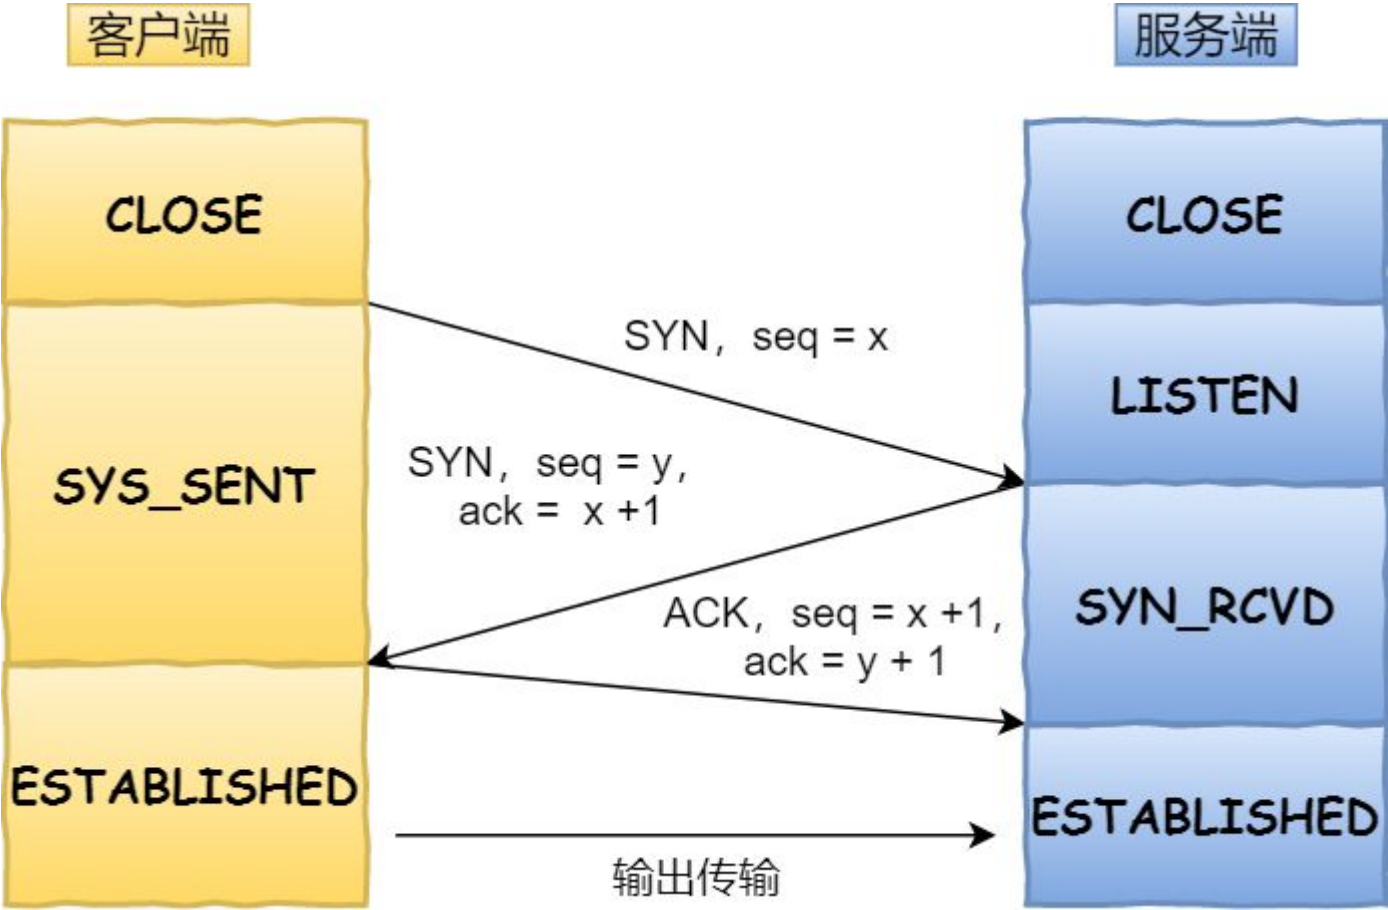 客户端
服务端
CLOSE
CLOSE
SYN，seq = x
LISTEN
SYN，seq = y,
ack = x +1
SYS_SENT
ACK，seq = x +1,
ack = y + 1
SYN_RCVD
ESTABLISHED
ESTABLISHED
输出传输